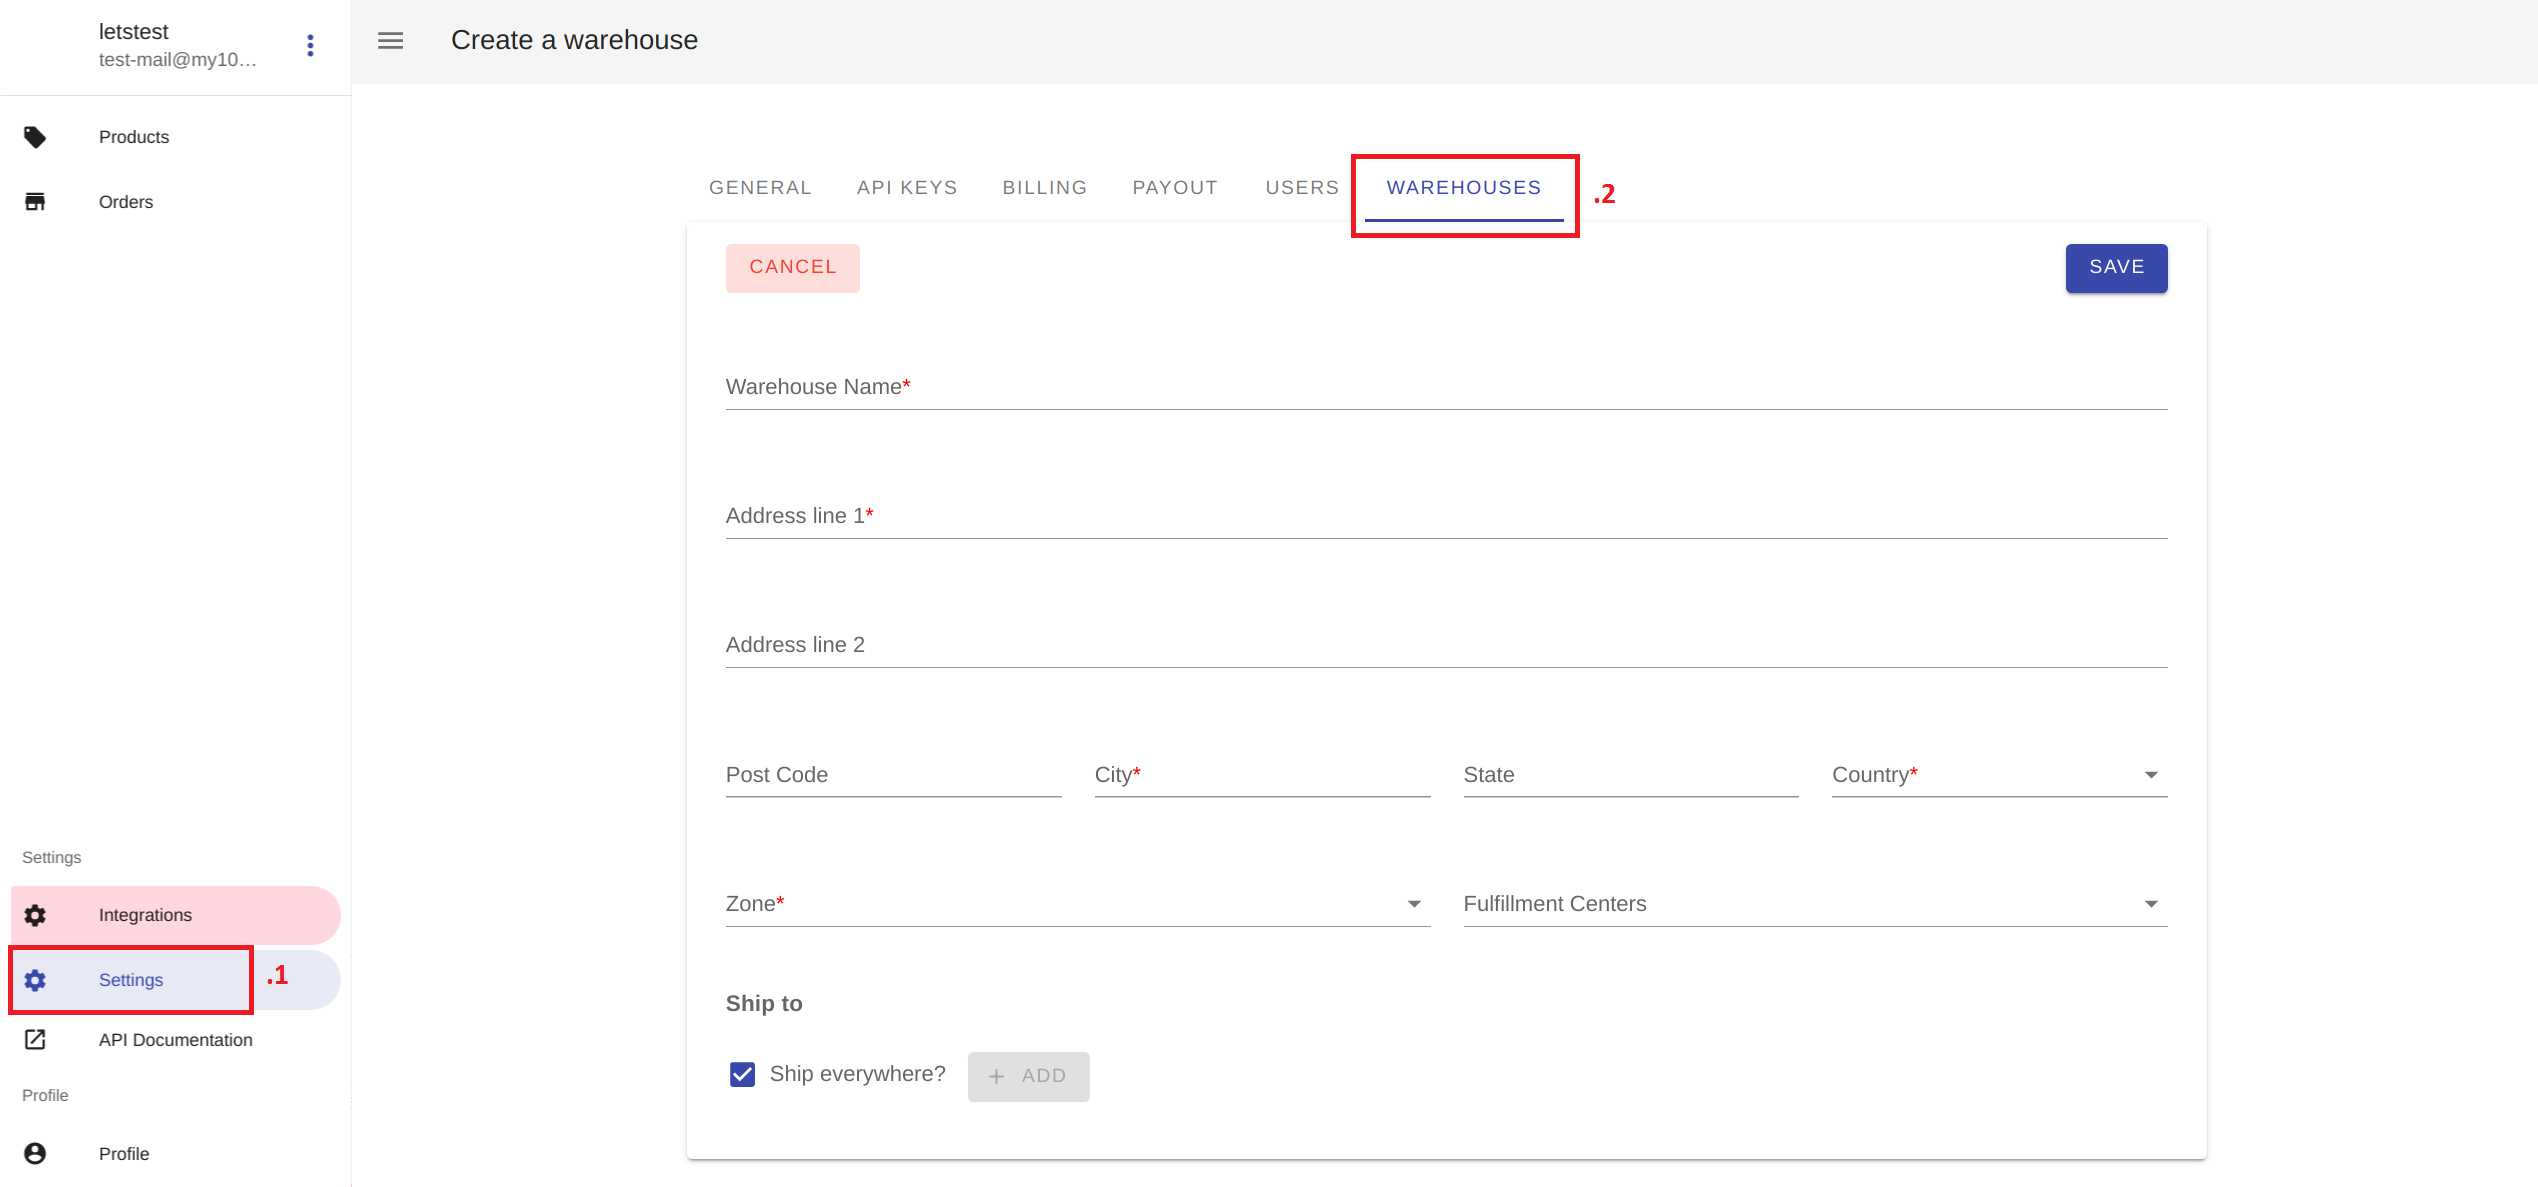 letstest
test-mail@my10...
Create a warehouse
Products
Orders
GENERAL API KEYS BILLING PAYOUT USERS WAREHOUSES .2
CANCEL SAVE
Warehouse Name*
Address line 1*
Address line 2
Post Code City* State Country*
Zone* Fulfillment Centers
Ship to
Ship everywhere? + ADD
Settings
Integrations
Settings .1
API Documentation
Profile
Profile